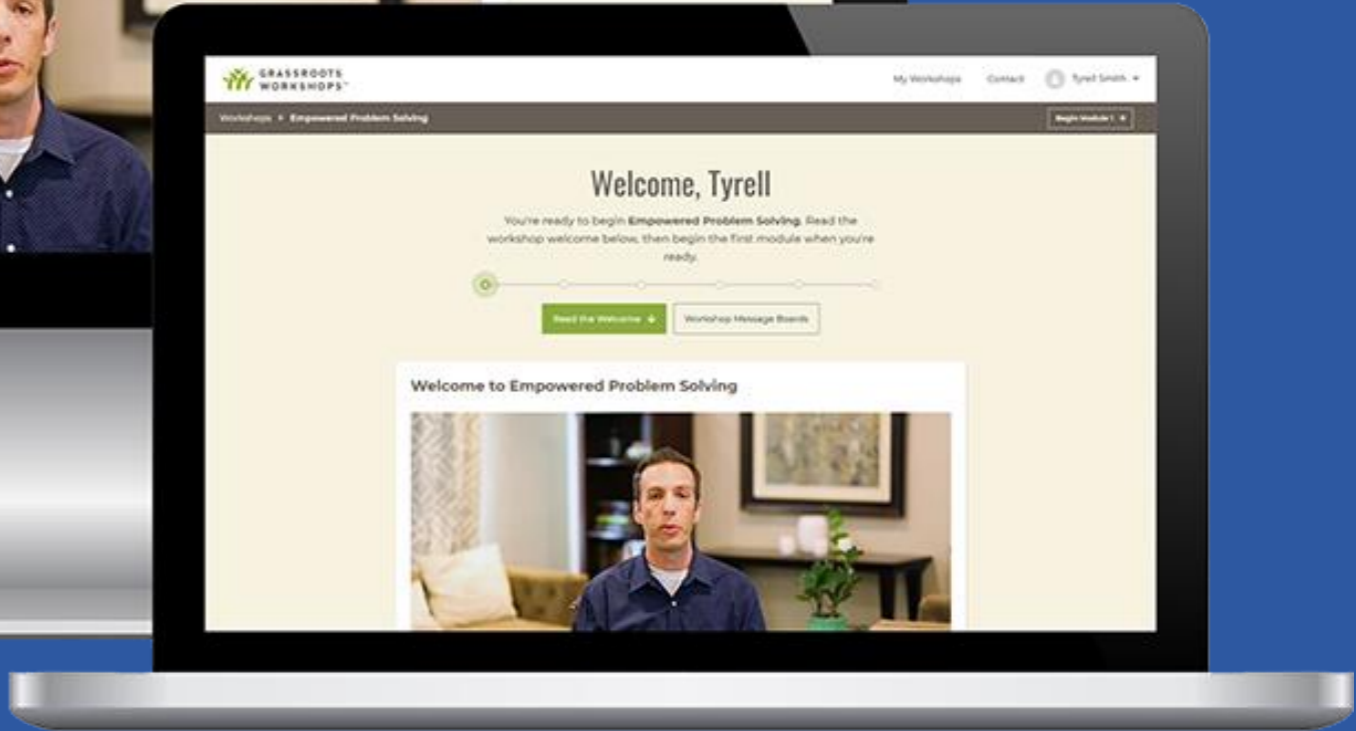 GRASSROOTS
WORKSHOPS™
My Workshops Contact Tyrell Smith
Workshops Empowered Problem Solving Begin Module 1
Welcome, Tyrell
You're ready to begin Empowered Problem Solving. Read the
workshop welcome below, then begin the first module when you're
ready.
Read the Welcome Workshop Message Boards
Welcome to Empowered Problem Solving